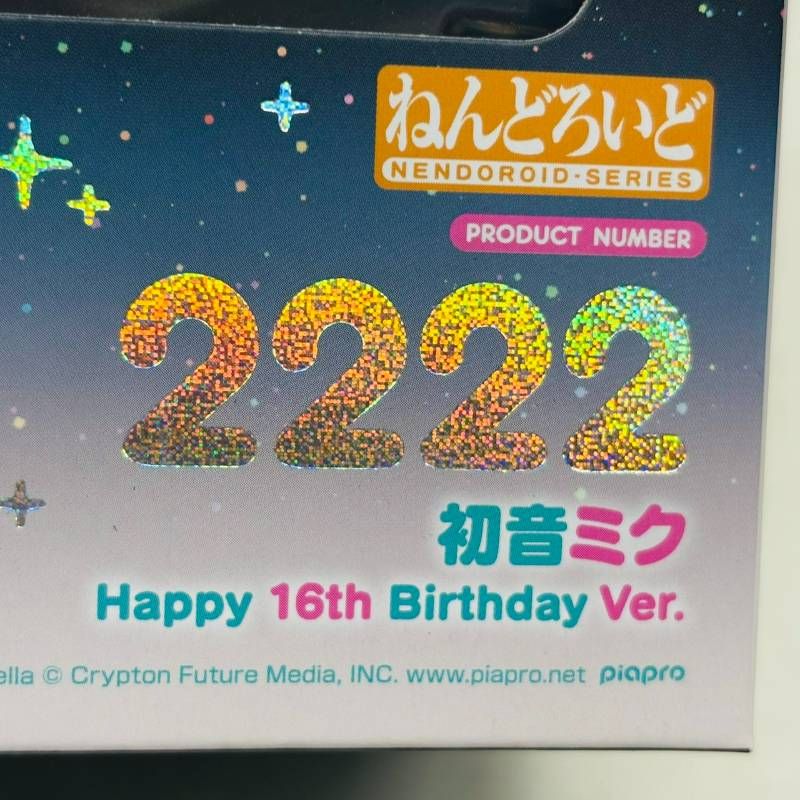 ねんどろいど
NENDOROID·SERIES
PRODUCT NUMBER
2222
初音ミク
Happy 16th Birthday Ver.
© Crypton Future Media, INC. www.piapro.net piapro